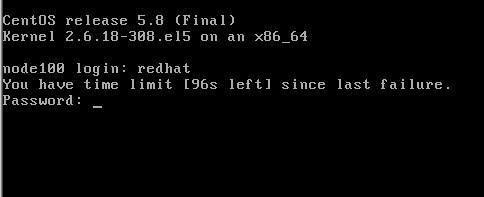 CentOS release 5.8 (Final)
Kernel 2.6.18-308.el5 on an x86_64
node100 login: redhat
You have time limit [96s left] since last failure.
Password: _